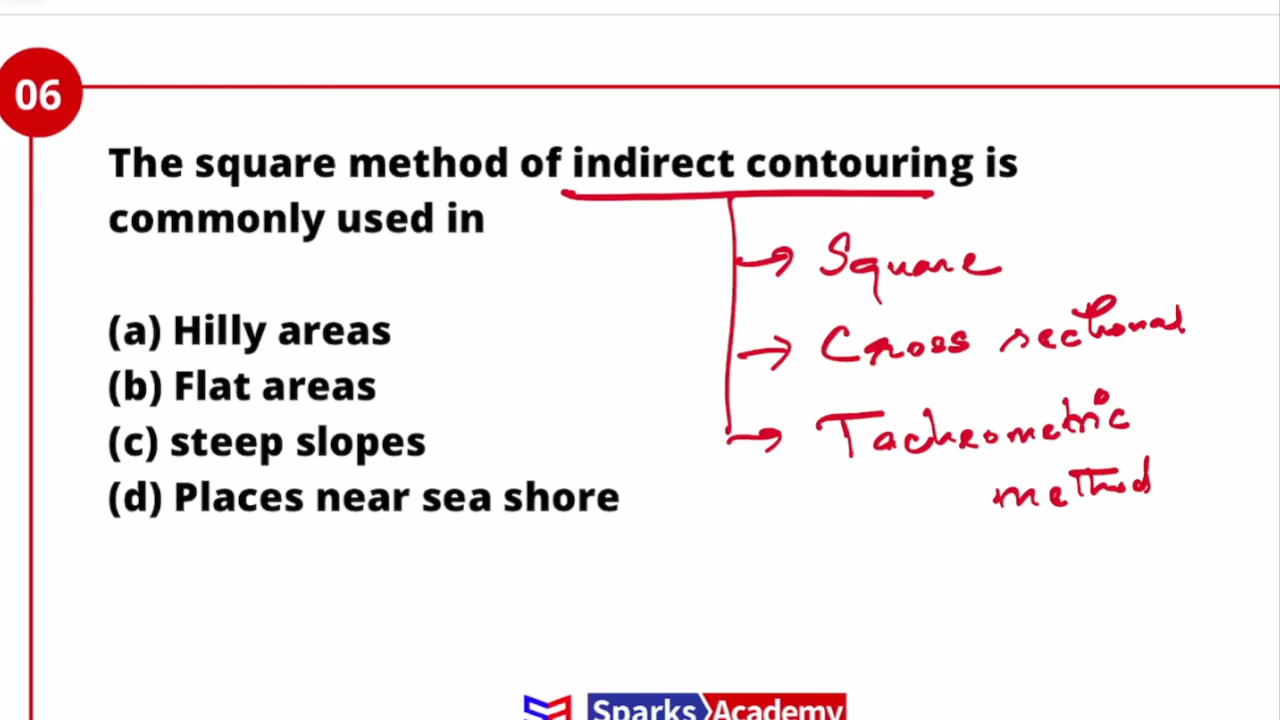 06
The square method of indirect contouring is
commonly used in
(a) Hilly areas
(b) Flat areas
(c) steep slopes
(d) Places near sea shore
Square
Cross sectional
Tacheometric
method
Sparks Academy